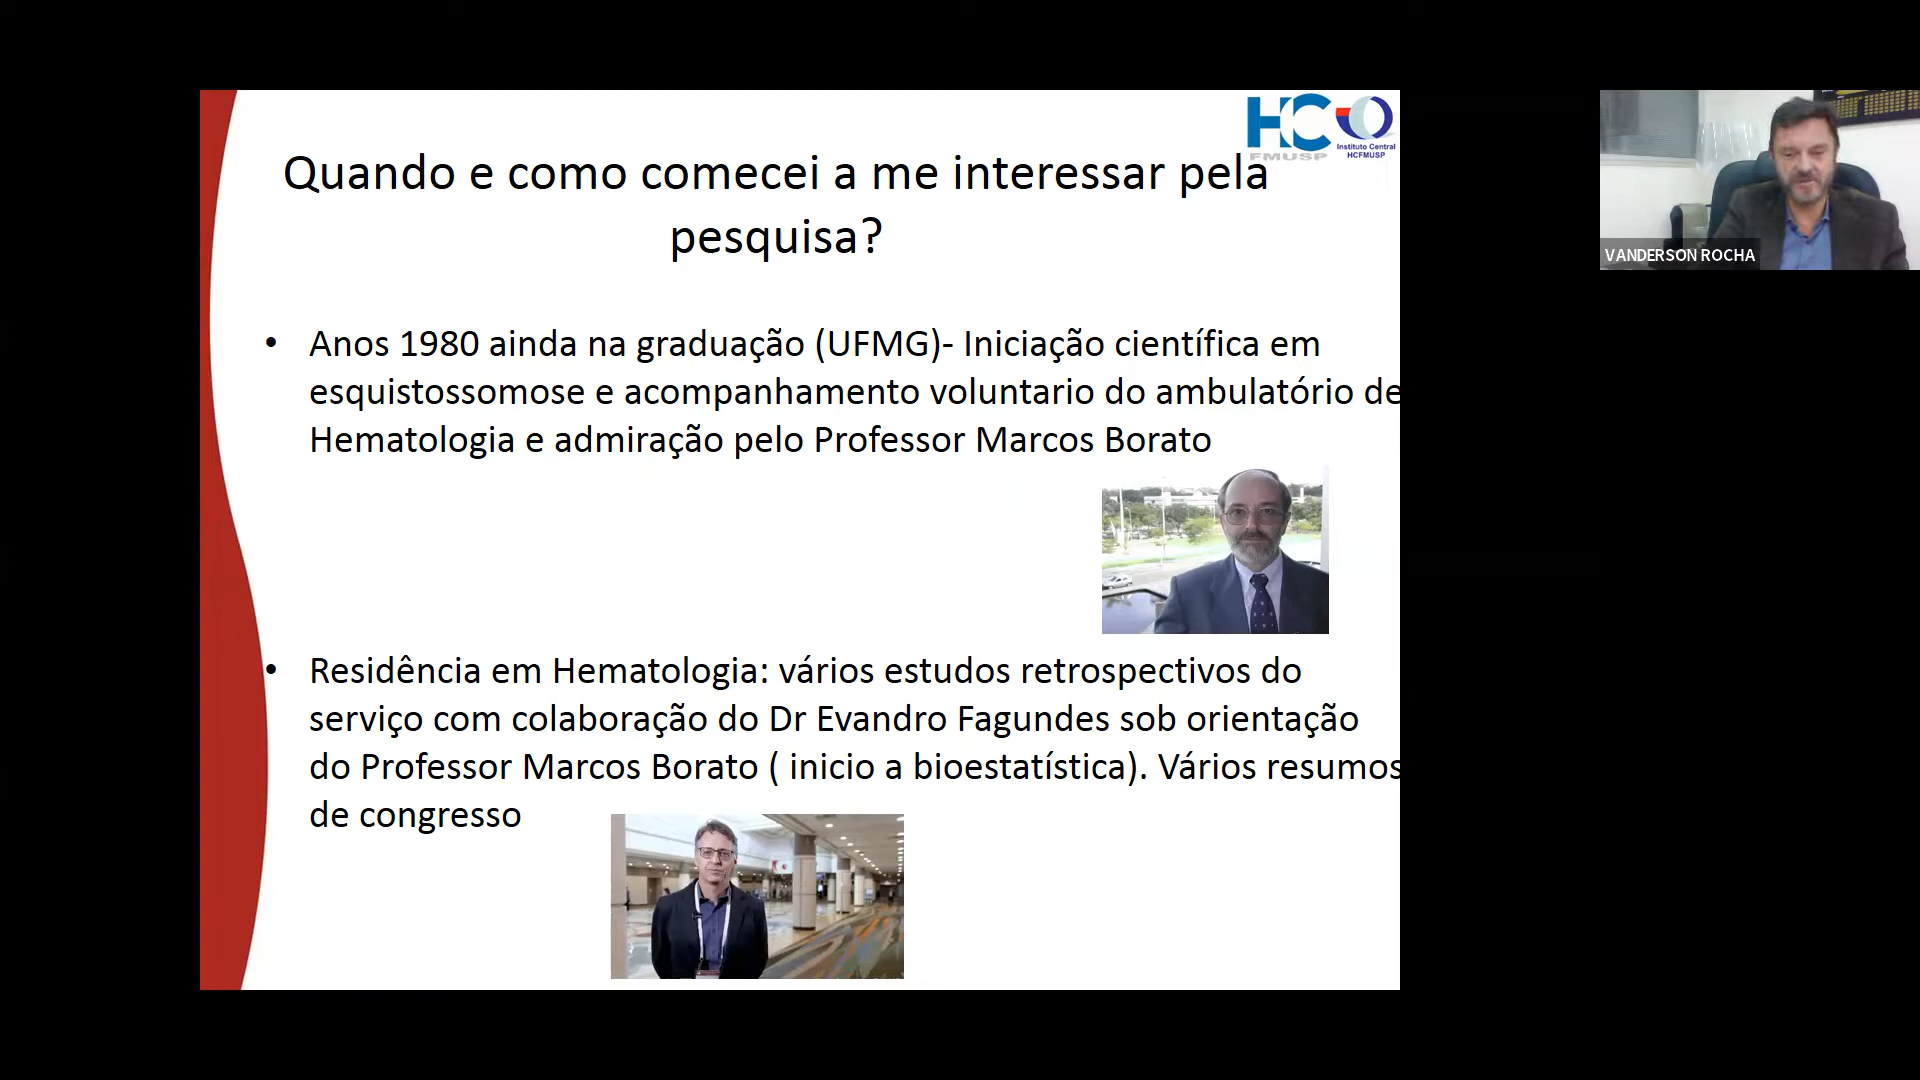 HC
FMUSP
Instituto Central
HCFMUSP
Quando e como comecei a me interessar pela
pesquisa?
• Anos 1980 ainda na graduação (UFMG)- Iniciação científica em
esquistossomose e acompanhamento voluntario do ambulatório de
Hematologia e admiração pelo Professor Marcos Borato
• Residência em Hematologia: vários estudos retrospectivos do
serviço com colaboração do Dr Evandro Fagundes sob orientação
do Professor Marcos Borato ( inicio a bioestatística). Vários resumos
de congresso
VANDERSON ROCHA